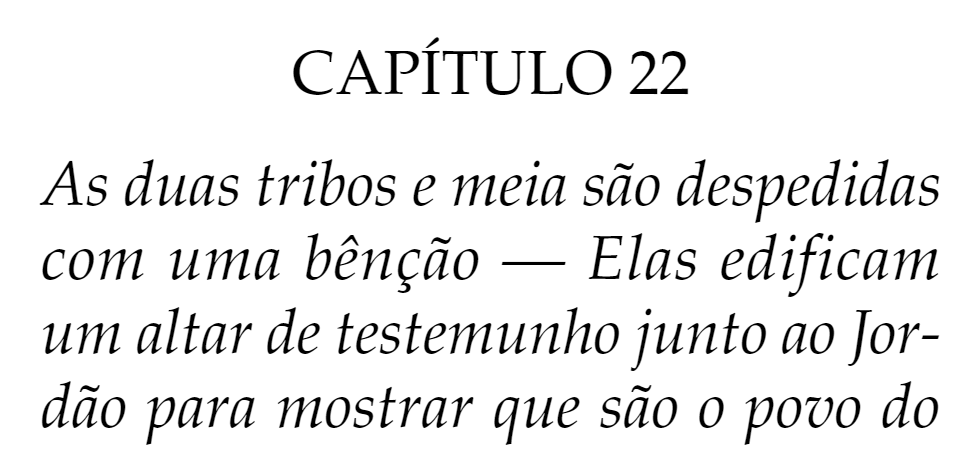 CAPÍTULO 22
As duas tribos e meia são despedidas
com uma bênção — Elas edificam
um altar de testemunho junto ao Jor-
dão para mostrar que são o povo do